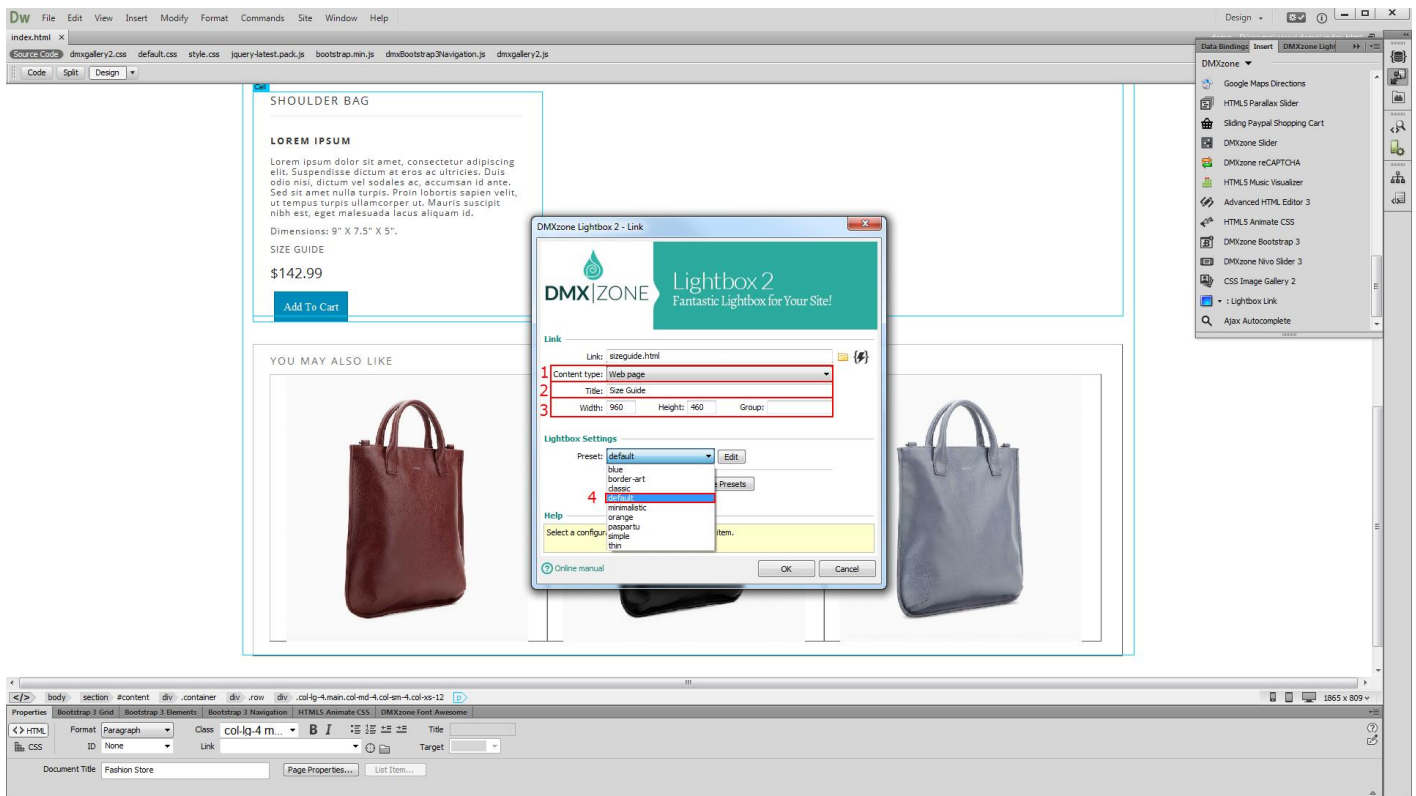 Dw File Edit View Insert Modify Format Commands Site Window Help Design
index.html ×
Source Code dmxgallery2.css default.css style.css jquery-latest.pack.js bootstrap.min.js dmxBootstrap3Navigation.js dmxgallery2.js
Code Split Design
SHOULDER BAG
LOREM IPSUM
Lorem ipsum dolor sit amet, consectetur adipiscing
elit. Suspendisse dictum at eros ac ultricies. Duis
odio nisi, dictum vel sodales ac, accumsan id ante.
Sed sit amet nulla turpis. Proin lobortis sapien velit,
ut tempus turpis ullamcorper ut. Mauris suscipit
nibh est, eget malesuada lacus aliquam id.
Dimensions: 9" X 7.5" X 5".
SIZE GUIDE
$142.99
Add To Cart
YOU MAY ALSO LIKE
DMXzone Lightbox 2 - Link
DMX|ZONE
Lightbox 2
Fantastic Lightbox for Your Site!
Link
Link: sizeguide.html
1 Content type: Web page
2 Title: Size Guide
3 Width: 960 Height: 460 Group:
Lightbox Settings
Preset: default Edit
blue
border-art
classic
Presets
4 default
minimalistic
orange
paspartu
simple
thin
Help
Select a configur
item.
Online manual OK Cancel
Data Bindings Insert DMXzone Light
DMXzone
Google Maps Directions
HTML5 Parallax Slider
Sliding Paypal Shopping Cart
DMXzone Slider
DMXzone reCAPTCHA
HTML5 Music Visualizer
Advanced HTML Editor 3
HTML5 Animate CSS
DMXzone Bootstrap 3
DMXzone Nivo Slider 3
CSS Image Gallery 2
: Lightbox Link
Ajax Autocomplete
</> body section #content div .container div .row div .col-lg-4.main.col-md-4.col-sm-4.col-xs-12 p 1865 x 809
Properties Bootstrap 3 Grid Bootstrap 3 Elements Bootstrap 3 Navigation HTML5 Animate CSS DMXzone Font Awesome
<> HTML Format Paragraph Class col-lg-4 m... B I Title
CSS ID None Link Target
Document Title Fashion Store Page Properties... List Item...